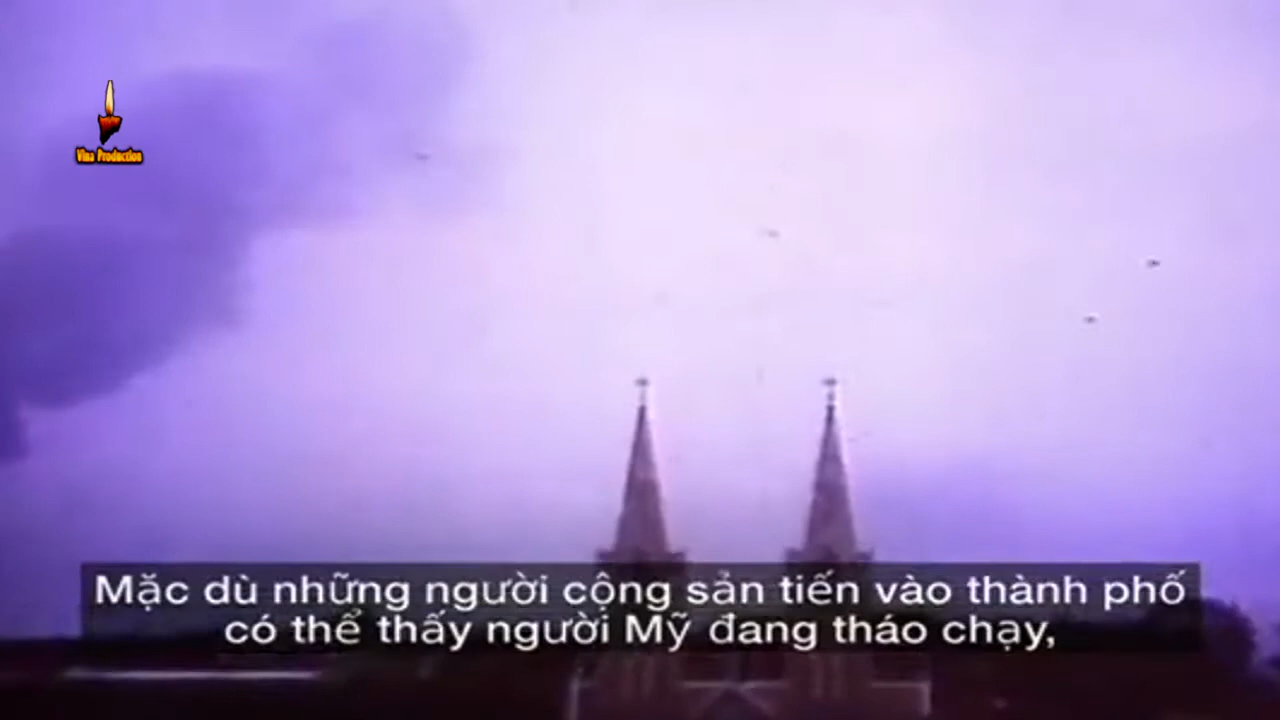 Vina Production
Mặc dù những người cộng sản tiến vào thành phố
có thể thấy người Mỹ đang tháo chạy,